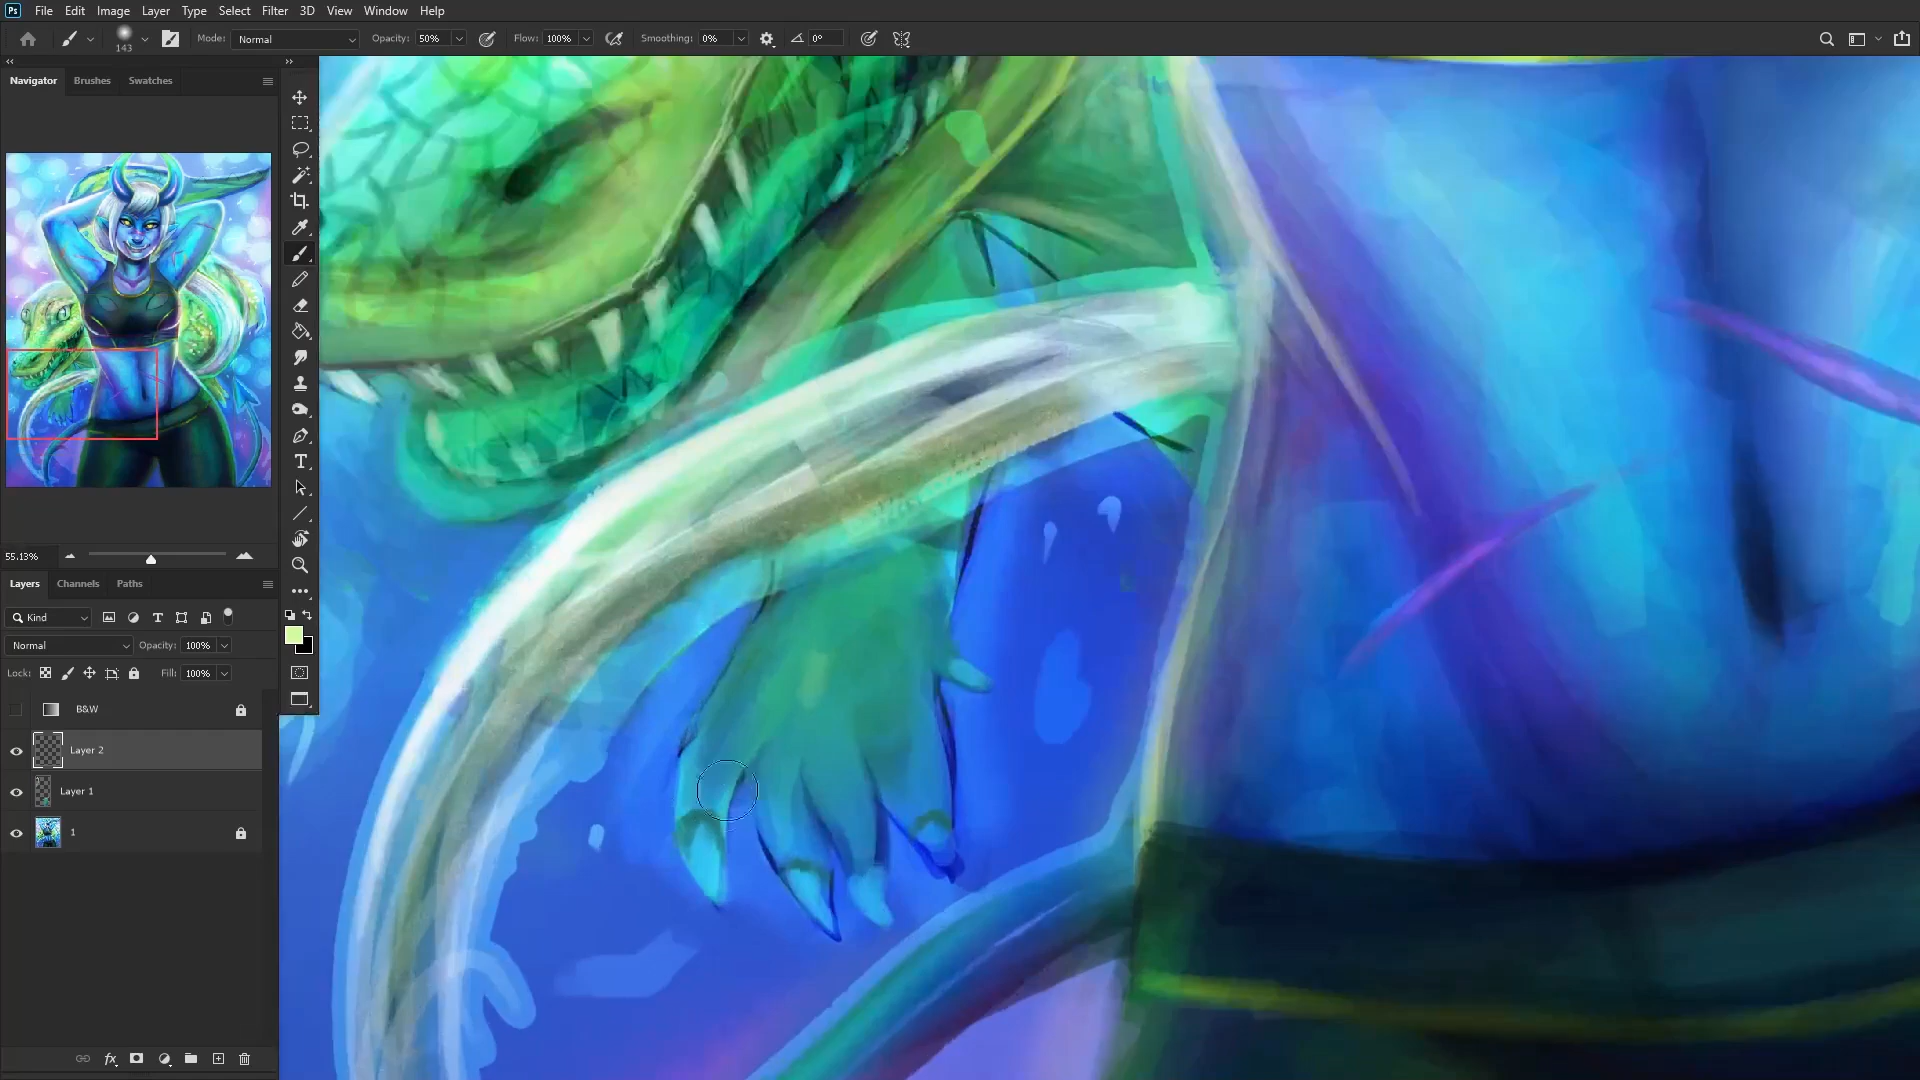 Ps File Edit Image Layer Type Select Filter 3D View Window Help
143 Mode: Normal Opacity: 50% Flow: 100% Smoothing: 0% 0°
Navigator Brushes Swatches
55.13%
Layers Channels Paths
Kind
Normal Opacity: 100%
Lock: Fill: 100%
B&W
Layer 2
Layer 1
1